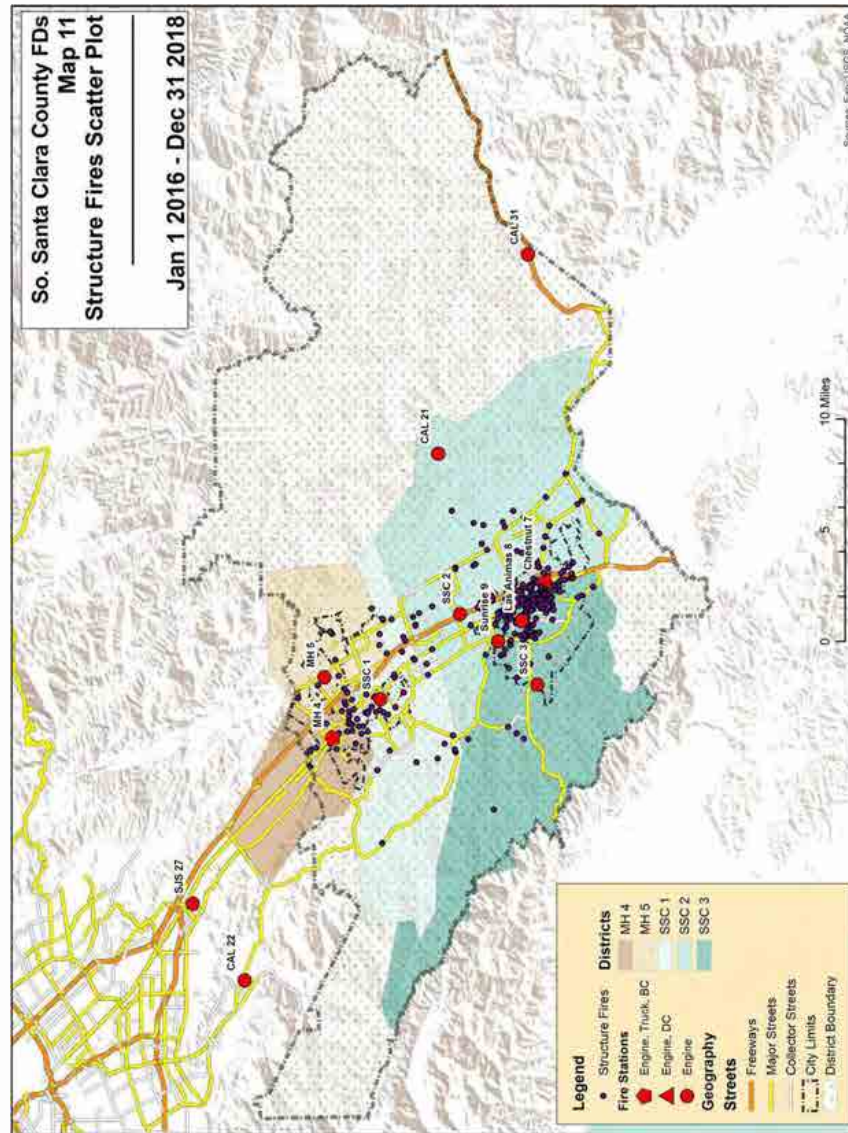 So. Santa Clara County FDs
Map 11
Structure Fires Scatter Plot
Jan 1 2016 - Dec 31 2018
SJS 27
CAL 22
MH 4
MH 5
SSC 1
SSC 2
Sunrise 9
Las Animas 8
Chestnut 7
SSC 3
CAL 21
CAL 31
Legend
Structure Fires
Fire Stations
Engine, Truck, BC
Engine, DC
Engine
Geography
Streets
Freeways
Major Streets
Collector Streets
City Limits
District Boundary
Districts
MH 4
MH 5
SSC 1
SSC 2
SSC 3
0 5 10 Miles
Sources: Esri, USGS, NOAA